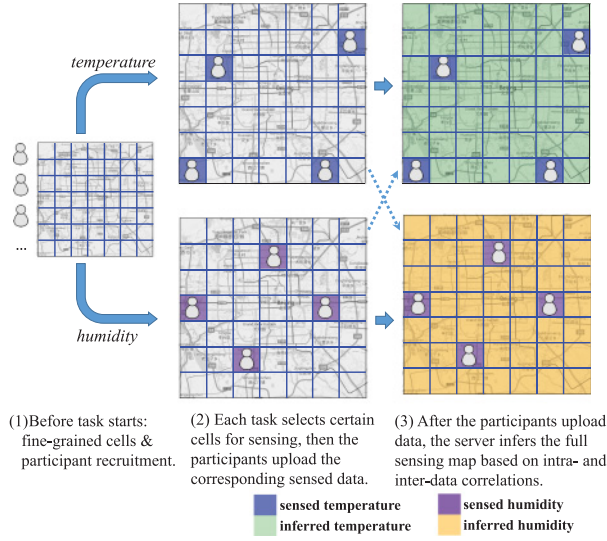 temperature
...
humidity
(1)Before task starts:
fine-grained cells &
participant recruitment.
(2) Each task selects certain
cells for sensing, then the
participants upload the
corresponding sensed data.
(3) After the participants upload
data, the server infers the full
sensing map based on intra- and
inter-data correlations.
sensed temperature
inferred temperature
sensed humidity
inferred humidity